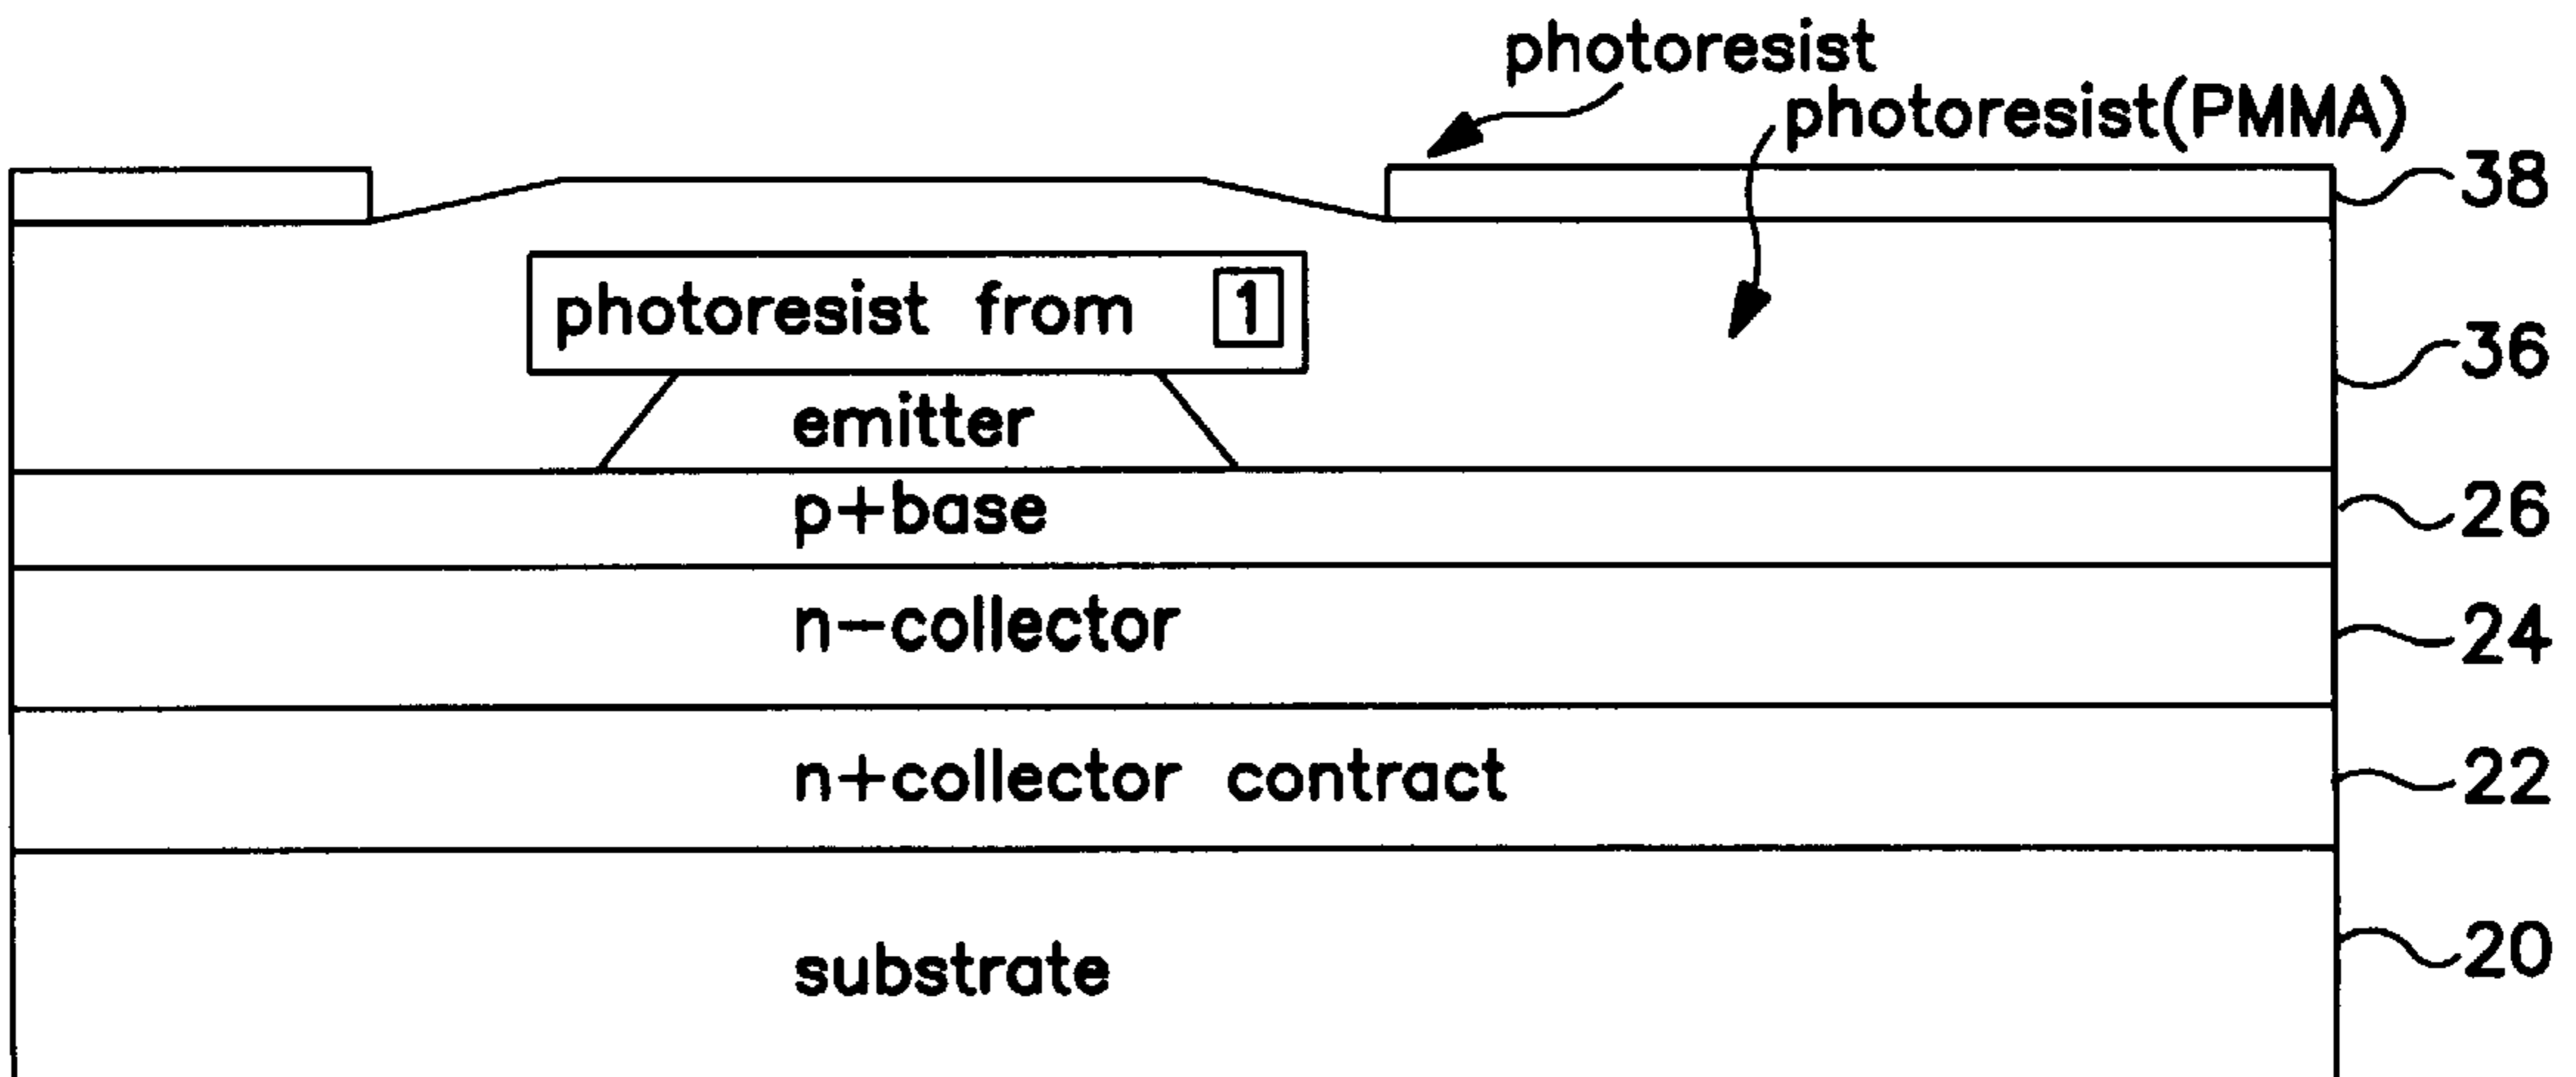 photoresist
photoresist(PMMA)
38
photoresist from 1
36
emitter
p+base
26
n-collector
24
n+collector contract
22
substrate
20